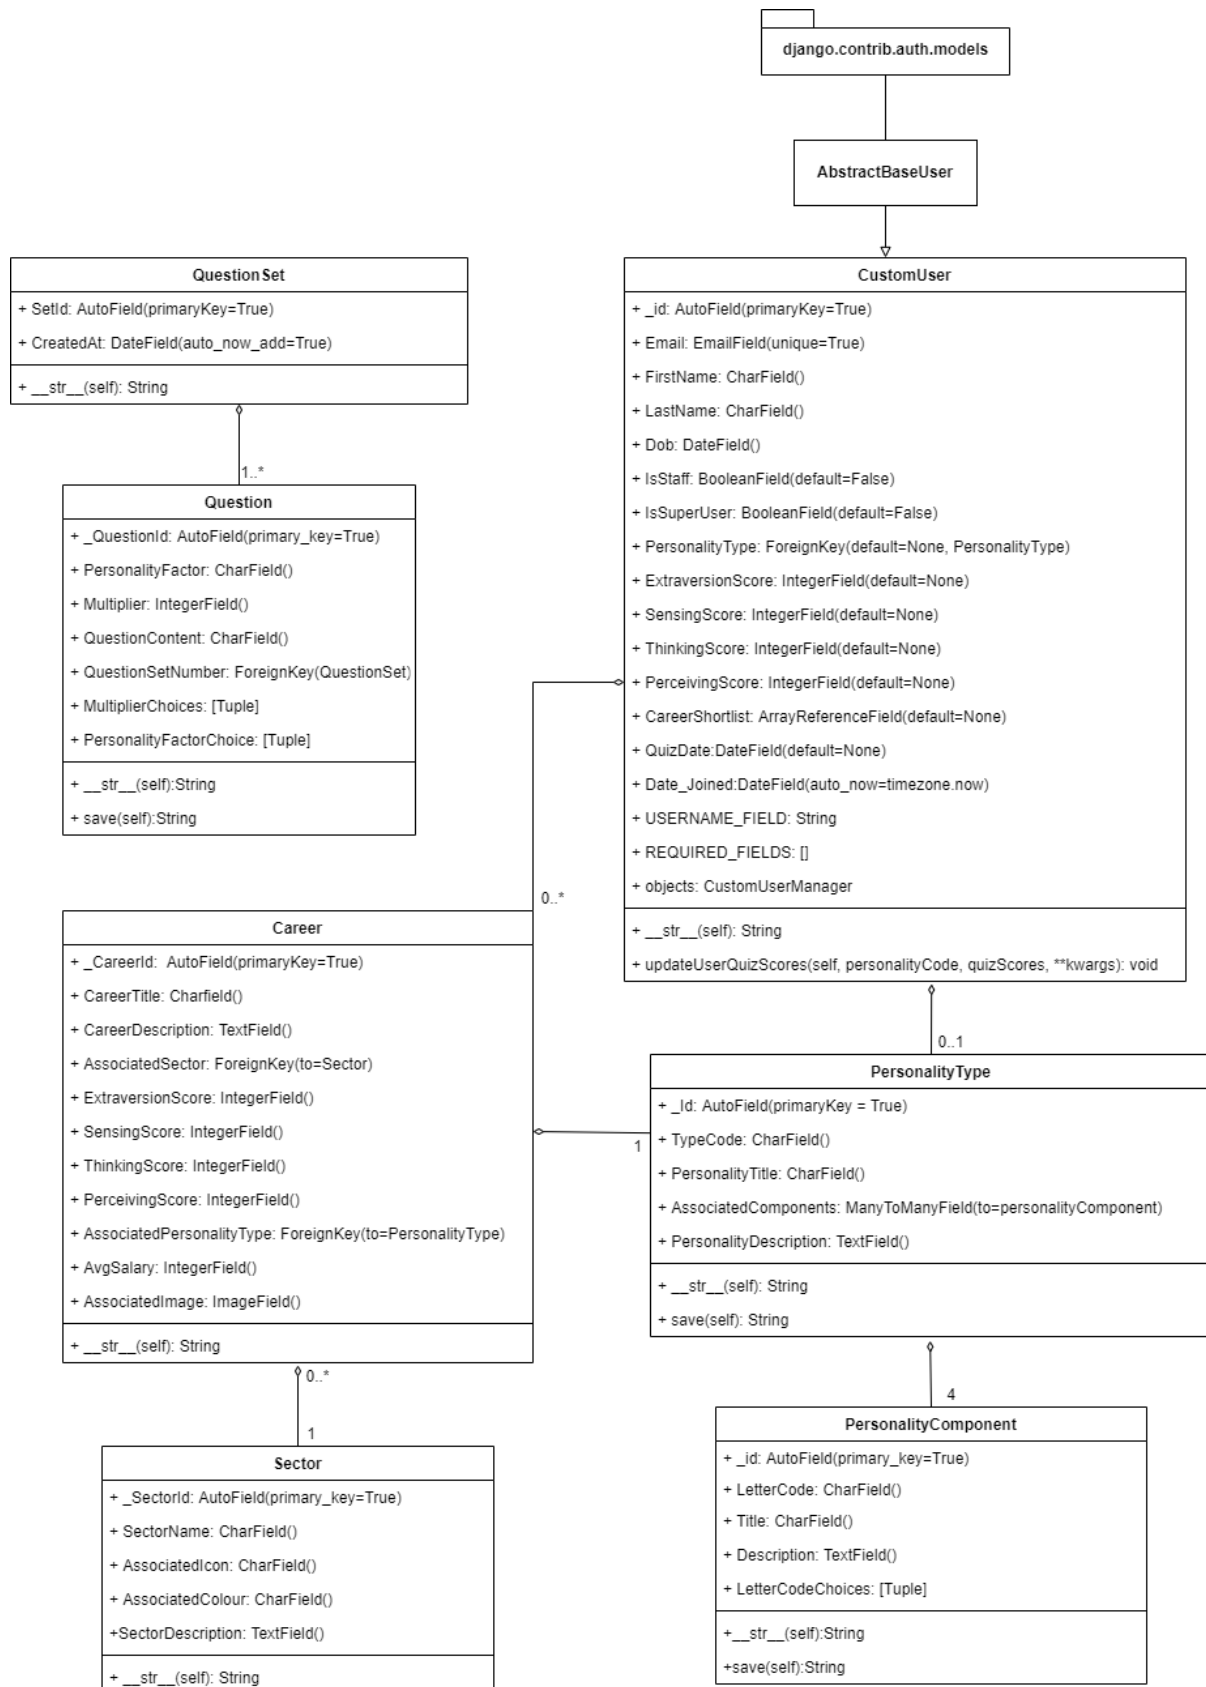 django.contrib.auth.models
AbstractBaseUser
QuestionSet
+ SetId: AutoField(primaryKey=True)
+ CreatedAt: DateField(auto_now_add=True)
+ __str__(self): String
1..*
Question
+ _QuestionId: AutoField(primary_key=True)
+ PersonalityFactor: CharField()
+ Multiplier: IntegerField()
+ QuestionContent: CharField()
+ QuestionSetNumber: ForeignKey(QuestionSet)
+ MultiplierChoices: [Tuple]
+ PersonalityFactorChoice: [Tuple]
+ __str__(self):String
+ save(self):String
CustomUser
+ _id: AutoField(primaryKey=True)
+ Email: EmailField(unique=True)
+ FirstName: CharField()
+ LastName: CharField()
+ Dob: DateField()
+ IsStaff: BooleanField(default=False)
+ IsSuperUser: BooleanField(default=False)
+ PersonalityType: ForeignKey(default=None, PersonalityType)
+ ExtraversionScore: IntegerField(default=None)
+ SensingScore: IntegerField(default=None)
+ ThinkingScore: IntegerField(default=None)
+ PerceivingScore: IntegerField(default=None)
+ CareerShortlist: ArrayReferenceField(default=None)
+ QuizDate:DateField(default=None)
+ Date_Joined:DateField(auto_now=timezone.now)
+ USERNAME_FIELD: String
+ REQUIRED_FIELDS: []
+ objects: CustomUserManager
+ __str__(self): String
+ updateUserQuizScores(self, personalityCode, quizScores, **kwargs): void
0..*
Career
+ _CareerId:  AutoField(primaryKey=True)
+ CareerTitle: Charfield()
+ CareerDescription: TextField()
+ AssociatedSector: ForeignKey(to=Sector)
+ ExtraversionScore: IntegerField()
+ SensingScore: IntegerField()
+ ThinkingScore: IntegerField()
+ PerceivingScore: IntegerField()
+ AssociatedPersonalityType: ForeignKey(to=PersonalityType)
+ AvgSalary: IntegerField()
+ AssociatedImage: ImageField()
+ __str__(self): String
0..1
1
PersonalityType
+ _Id: AutoField(primaryKey = True)
+ TypeCode: CharField()
+ PersonalityTitle: CharField()
+ AssociatedComponents: ManyToManyField(to=personalityComponent)
+ PersonalityDescription: TextField()
+ __str__(self): String
+ save(self): String
0..*
1
Sector
+ _SectorId: AutoField(primary_key=True)
+ SectorName: CharField()
+ AssociatedIcon: CharField()
+ AssociatedColour: CharField()
+SectorDescription: TextField()
+ __str__(self): String
4
PersonalityComponent
+ _id: AutoField(primary_key=True)
+ LetterCode: CharField()
+ Title: CharField()
+ Description: TextField()
+ LetterCodeChoices: [Tuple]
+__str__(self):String
+save(self):String